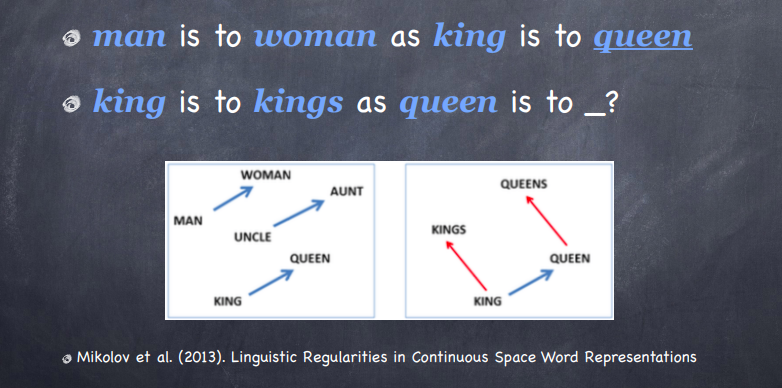 man is to woman as king is to queen
king is to kings as queen is to _?
WOMAN
AUNT
MAN
UNCLE
QUEEN
KING
QUEENS
KINGS
QUEEN
KING
Mikolov et al. (2013). Linguistic Regularities in Continuous Space Word Representations